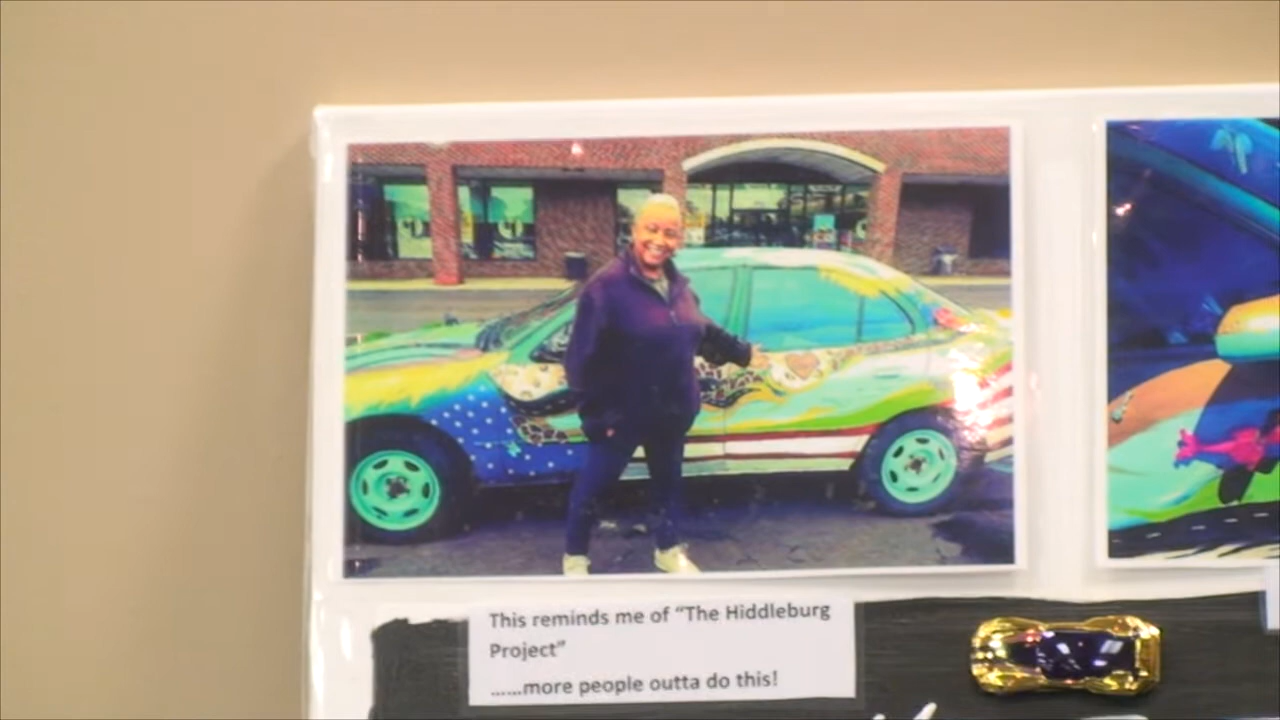 This reminds me of “The Hiddleburg
Project”
……more people outta do this!